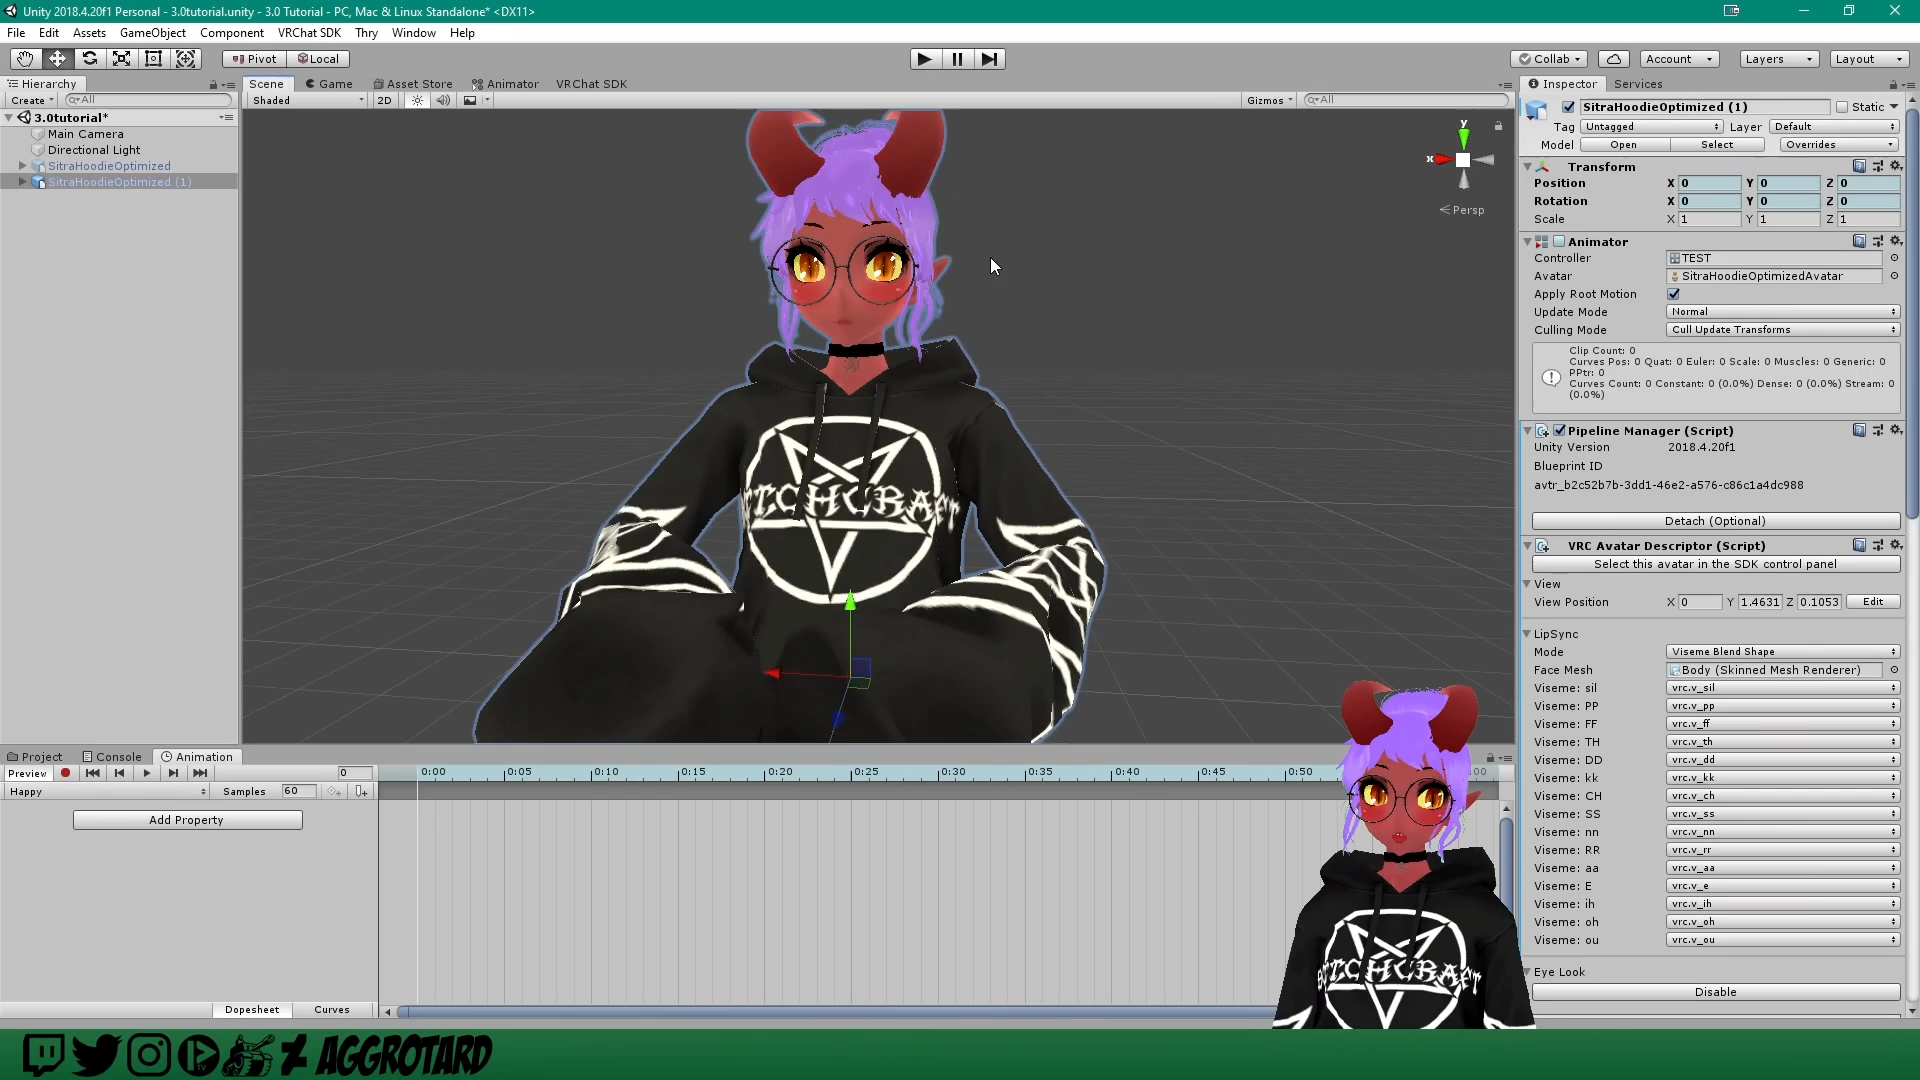 Unity 2018.4.20f1 Personal - 3.0tutorial.unity - 3.0 Tutorial - PC, Mac & Linux Standalone* <DX11>
File Edit Assets GameObject Component VRChat SDK Thry Window Help
Pivot Local Collab Account Layers Layout
Hierarchy
Create All
3.0tutorial*
Main Camera
Directional Light
SitraHoodieOptimized
SitraHoodieOptimized (1)
Scene Game Asset Store Animator VRChat SDK
Shaded 2D Gizmos All
y
x
Persp
BITCHCRAFT
Inspector Services
SitraHoodieOptimized (1) Static
Tag Untagged Layer Default
Model Open Select Overrides
Transform
Position X 0 Y 0 Z 0
Rotation X 0 Y 0 Z 0
Scale X 1 Y 1 Z 1
Animator
Controller TEST
Avatar SitraHoodieOptimizedAvatar
Apply Root Motion
Update Mode Normal
Culling Mode Cull Update Transforms
Clip Count: 0
Curves Pos: 0 Quat: 0 Euler: 0 Scale: 0 Muscles: 0 Generic: 0
PPtr: 0
Curves Count: 0 Constant: 0 (0.0%) Dense: 0 (0.0%) Stream: 0
(0.0%)
Pipeline Manager (Script)
Unity Version 2018.4.20f1
Blueprint ID
avtr_b2c52b7b-3dd1-46e2-a576-c86c1a4dc988
Detach (Optional)
VRC Avatar Descriptor (Script)
Select this avatar in the SDK control panel
View
View Position X 0 Y 1.4631 Z 0.1053 Edit
LipSync
Mode Viseme Blend Shape
Face Mesh Body (Skinned Mesh Renderer)
Viseme: sil vrc.v_sil
Viseme: PP vrc.v_pp
Viseme: FF vrc.v_ff
Viseme: TH vrc.v_th
Viseme: DD vrc.v_dd
Viseme: kk vrc.v_kk
Viseme: CH vrc.v_ch
Viseme: SS vrc.v_ss
Viseme: nn vrc.v_nn
Viseme: RR vrc.v_rr
Viseme: aa vrc.v_aa
Viseme: E vrc.v_e
Viseme: ih vrc.v_ih
Viseme: oh vrc.v_oh
Viseme: ou vrc.v_ou
Eye Look
Disable
Project Console Animation
Preview 0 0:00 0:05 0:10 0:15 0:20 0:25 0:30 0:35 0:40 0:45 0:50
Happy Samples 60
Add Property
BITCHCRAFT
Dopesheet Curves
AGGROTARD